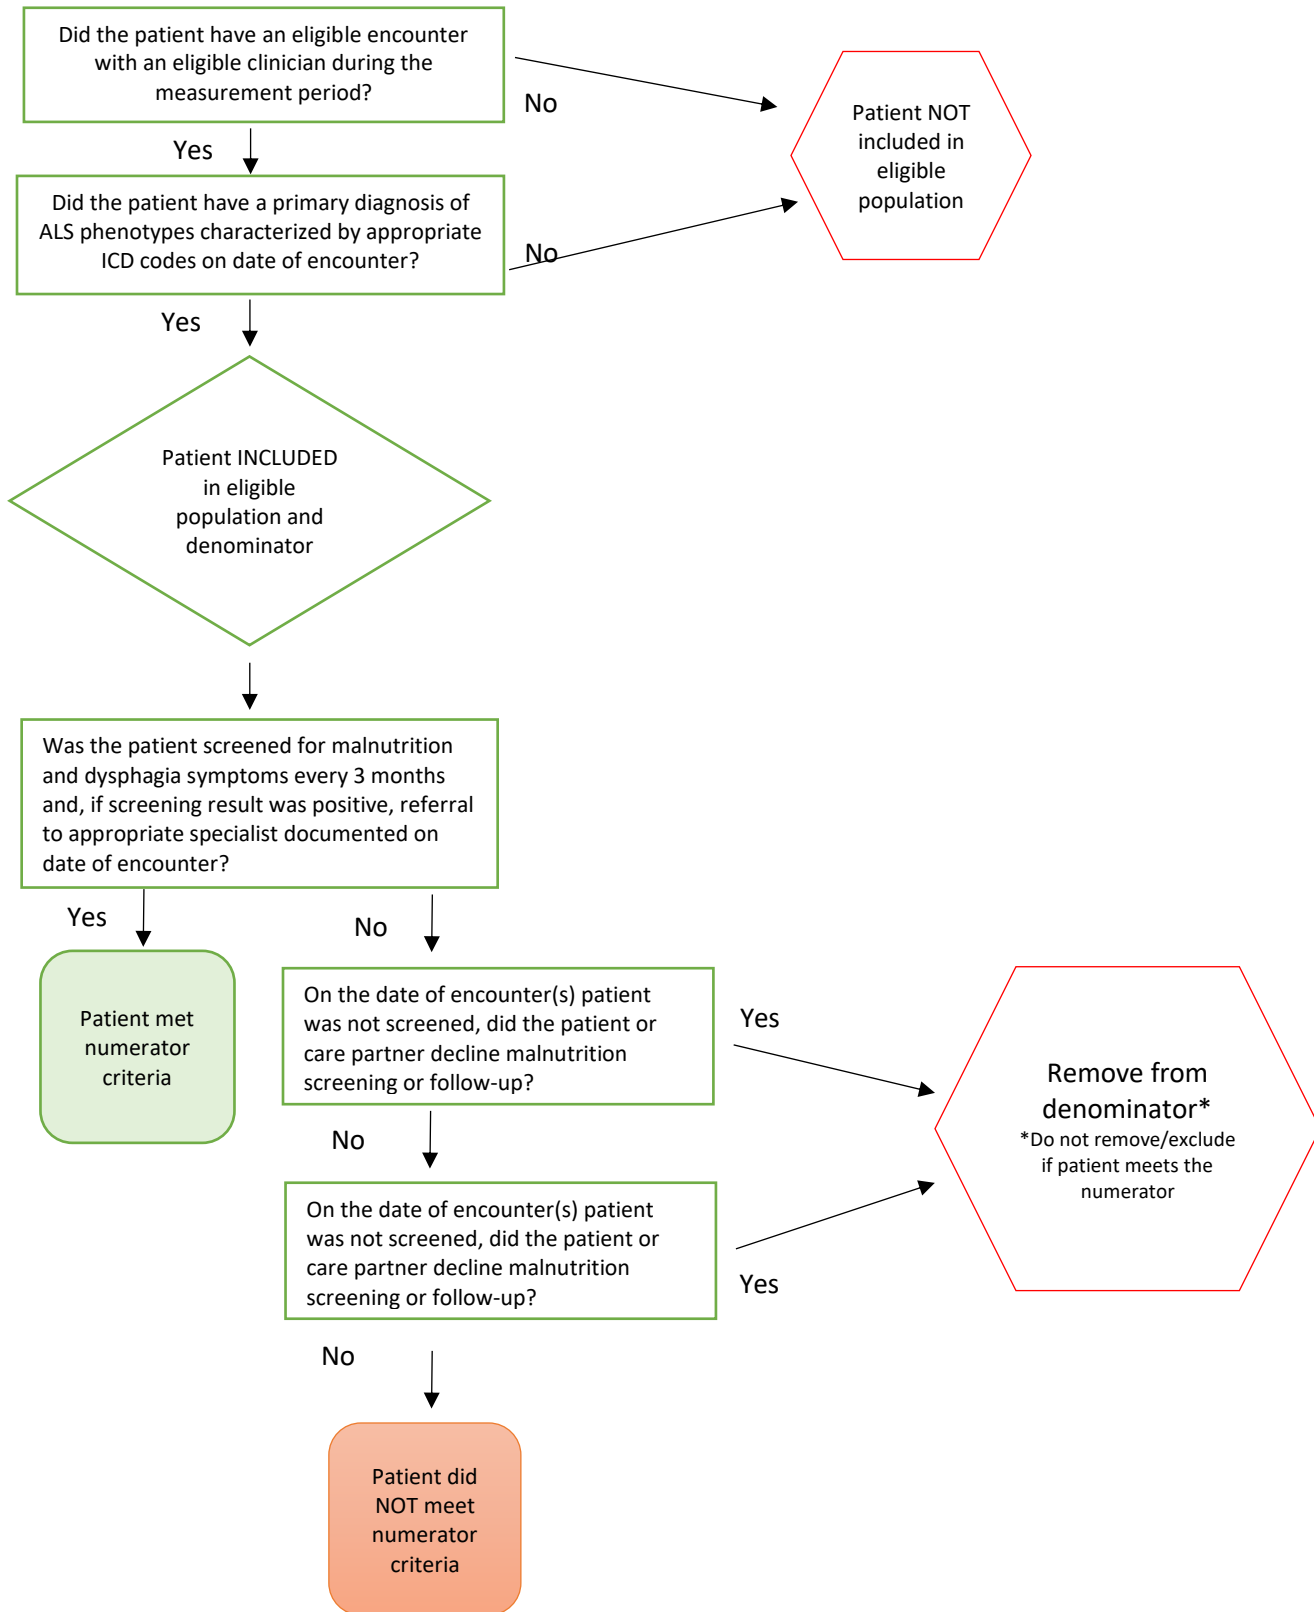 Did the patient have an eligible encounter
with an eligible clinician during the
measurement period?
No
Patient NOT
included in
eligible
population
Yes
Did the patient have a primary diagnosis of
ALS phenotypes characterized by appropriate
ICD codes on date of encounter?
No
Yes
Patient INCLUDED
in eligible
population and
denominator
Was the patient screened for malnutrition
and dysphagia symptoms every 3 months
and, if screening result was positive, referral
to appropriate specialist documented on
date of encounter?
Yes
No
Patient met
numerator
criteria
On the date of encounter(s) patient
was not screened, did the patient or
care partner decline malnutrition
screening or follow-up?
Yes
Remove from
denominator*
*Do not remove/exclude
if patient meets the
numerator
No
On the date of encounter(s) patient
was not screened, did the patient or
care partner decline malnutrition
screening or follow-up?
Yes
No
Patient did
NOT meet
numerator
criteria